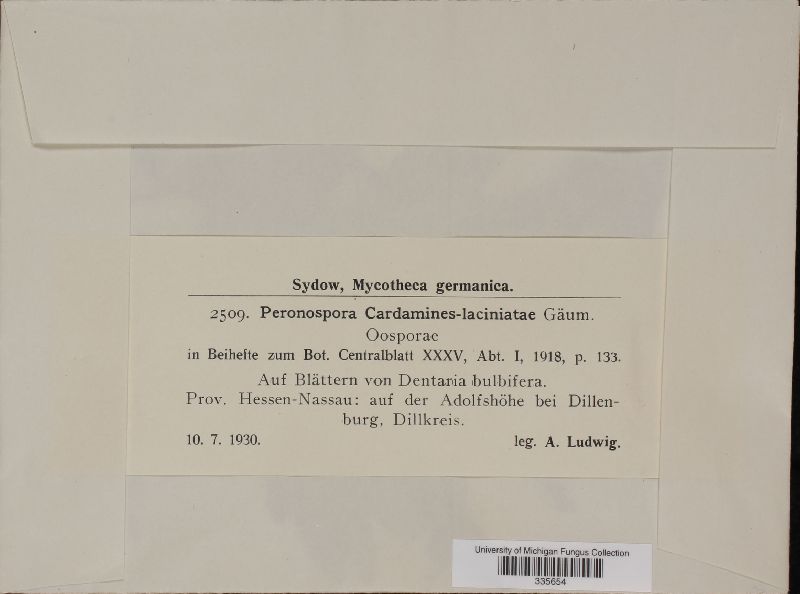 Sydow, Mycotheca germanica.
2509. Peronospora Cardamines-laciniatae Gäum.
Oosporae
in Beihefte zum Bot. Centralblatt XXXV, Abt. I, 1918, p. 133.
Auf Blättern von Dentaria bulbifera.
Prov. Hessen-Nassau: auf der Adolfshöhe bei Dillen-
burg, Dillkreis.
10. 7. 1930. leg. A. Ludwig.
University of Michigan Fungus Collection
335654